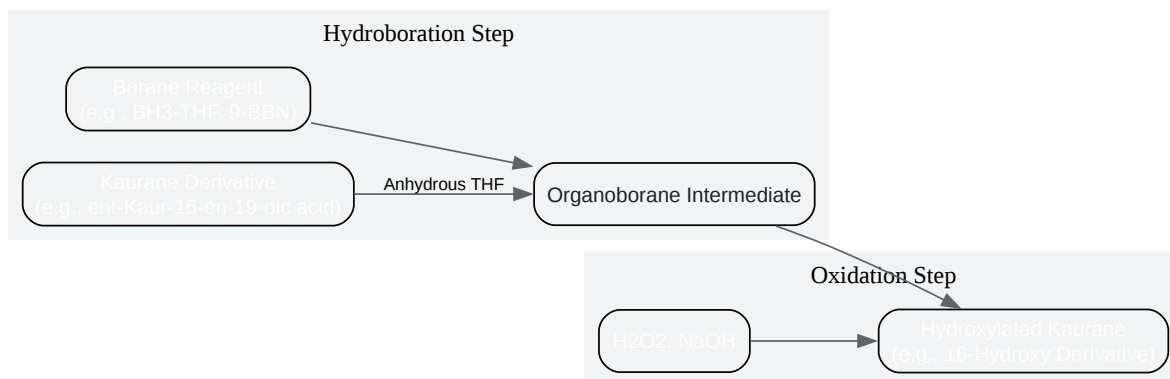 Hydroboration Step
Borane Reagent
(e.g., BH3-THF, 9-BBN)
Kaurane Derivative
(e.g., ent-Kaur-16-en-19-oic acid)
Anhydrous THF
Organoborane Intermediate
Oxidation Step
H2O2, NaOH
Hydroxylated Kaurane
(e.g., 16-Hydroxy Derivative)